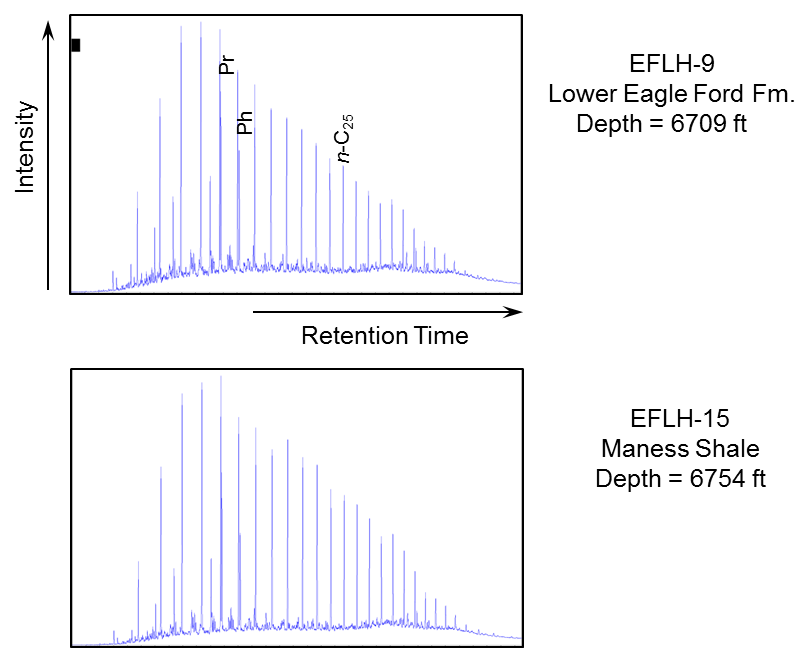 Intensity
Pr
Ph
n-C25
EFLH-9
Lower Eagle Ford Fm.
Depth = 6709 ft
Retention Time
EFLH-15
Maness Shale
Depth = 6754 ft